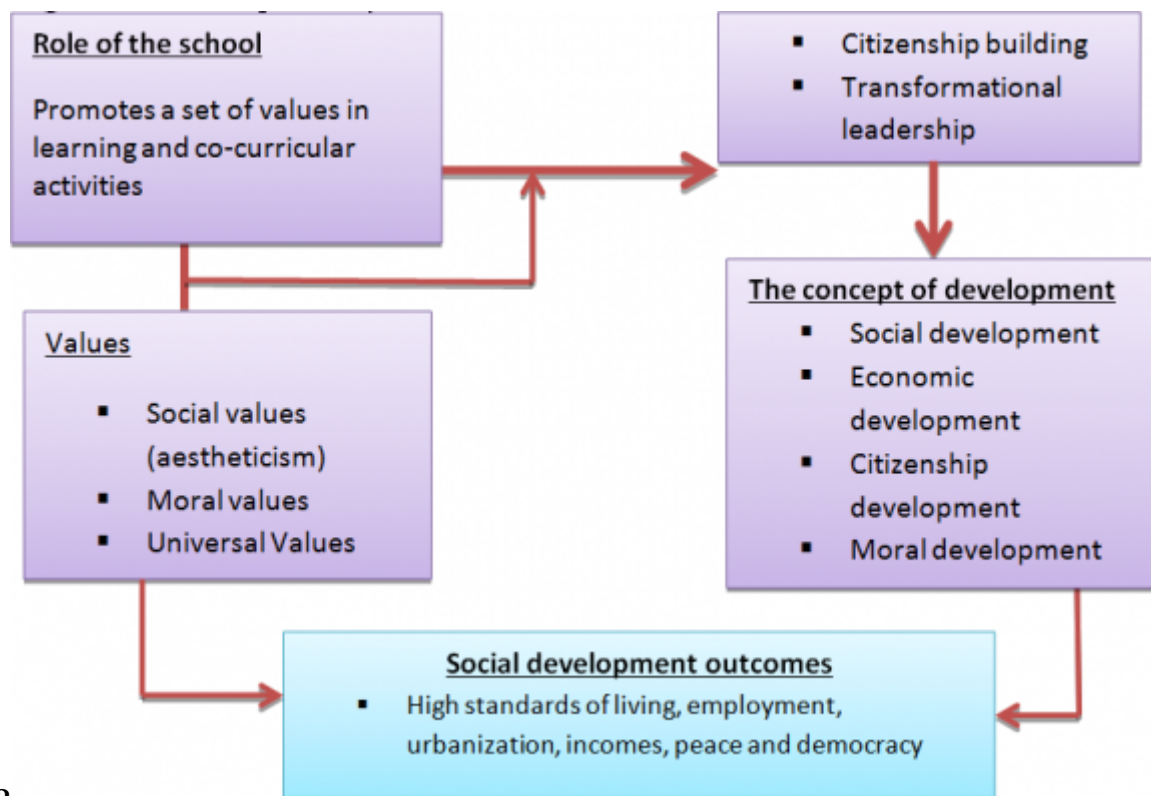 Role of the school
Promotes a set of values in
learning and co-curricular
activities
▪ Citizenship building
▪ Transformational
leadership
Values
▪ Social values
(aestheticism)
▪ Moral values
▪ Universal Values
The concept of development
▪ Social development
▪ Economic
development
▪ Citizenship
development
▪ Moral development
Social development outcomes
▪ High standards of living, employment,
urbanization, incomes, peace and democracy